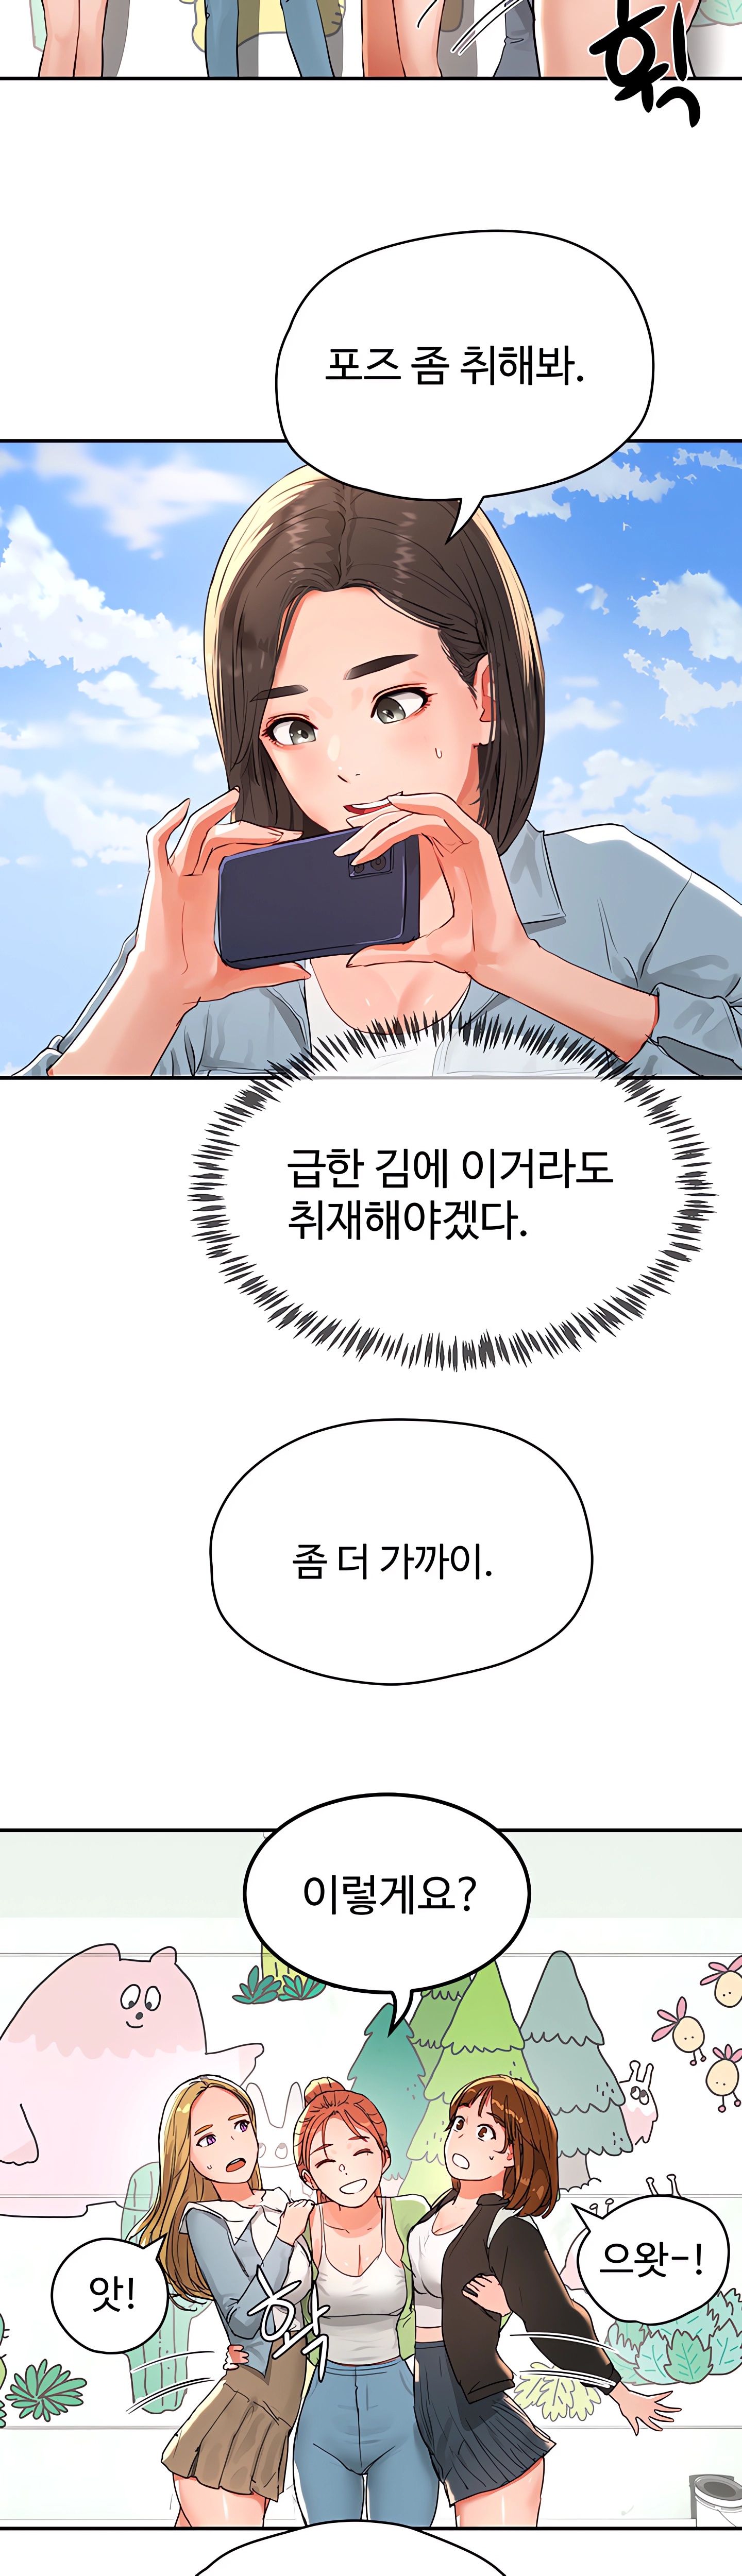 휙
포즈 좀 취해봐.
급한 김에 이거라도
취재해야겠다.
좀 더 가까이.
이렇게요?
앗!
으왓-!
확